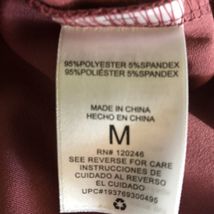 95%POLYESTER 5%SPANDEX
95%POLIÉSTER 5%SPANDEX
MADE IN CHINA
HECHO EN CHINA
M
RN# 120246
SEE REVERSE FOR CARE
INSTRUCCIONES DE
CUIDADO AL REVERSO
EL CUIDADO
UPC#193769300495